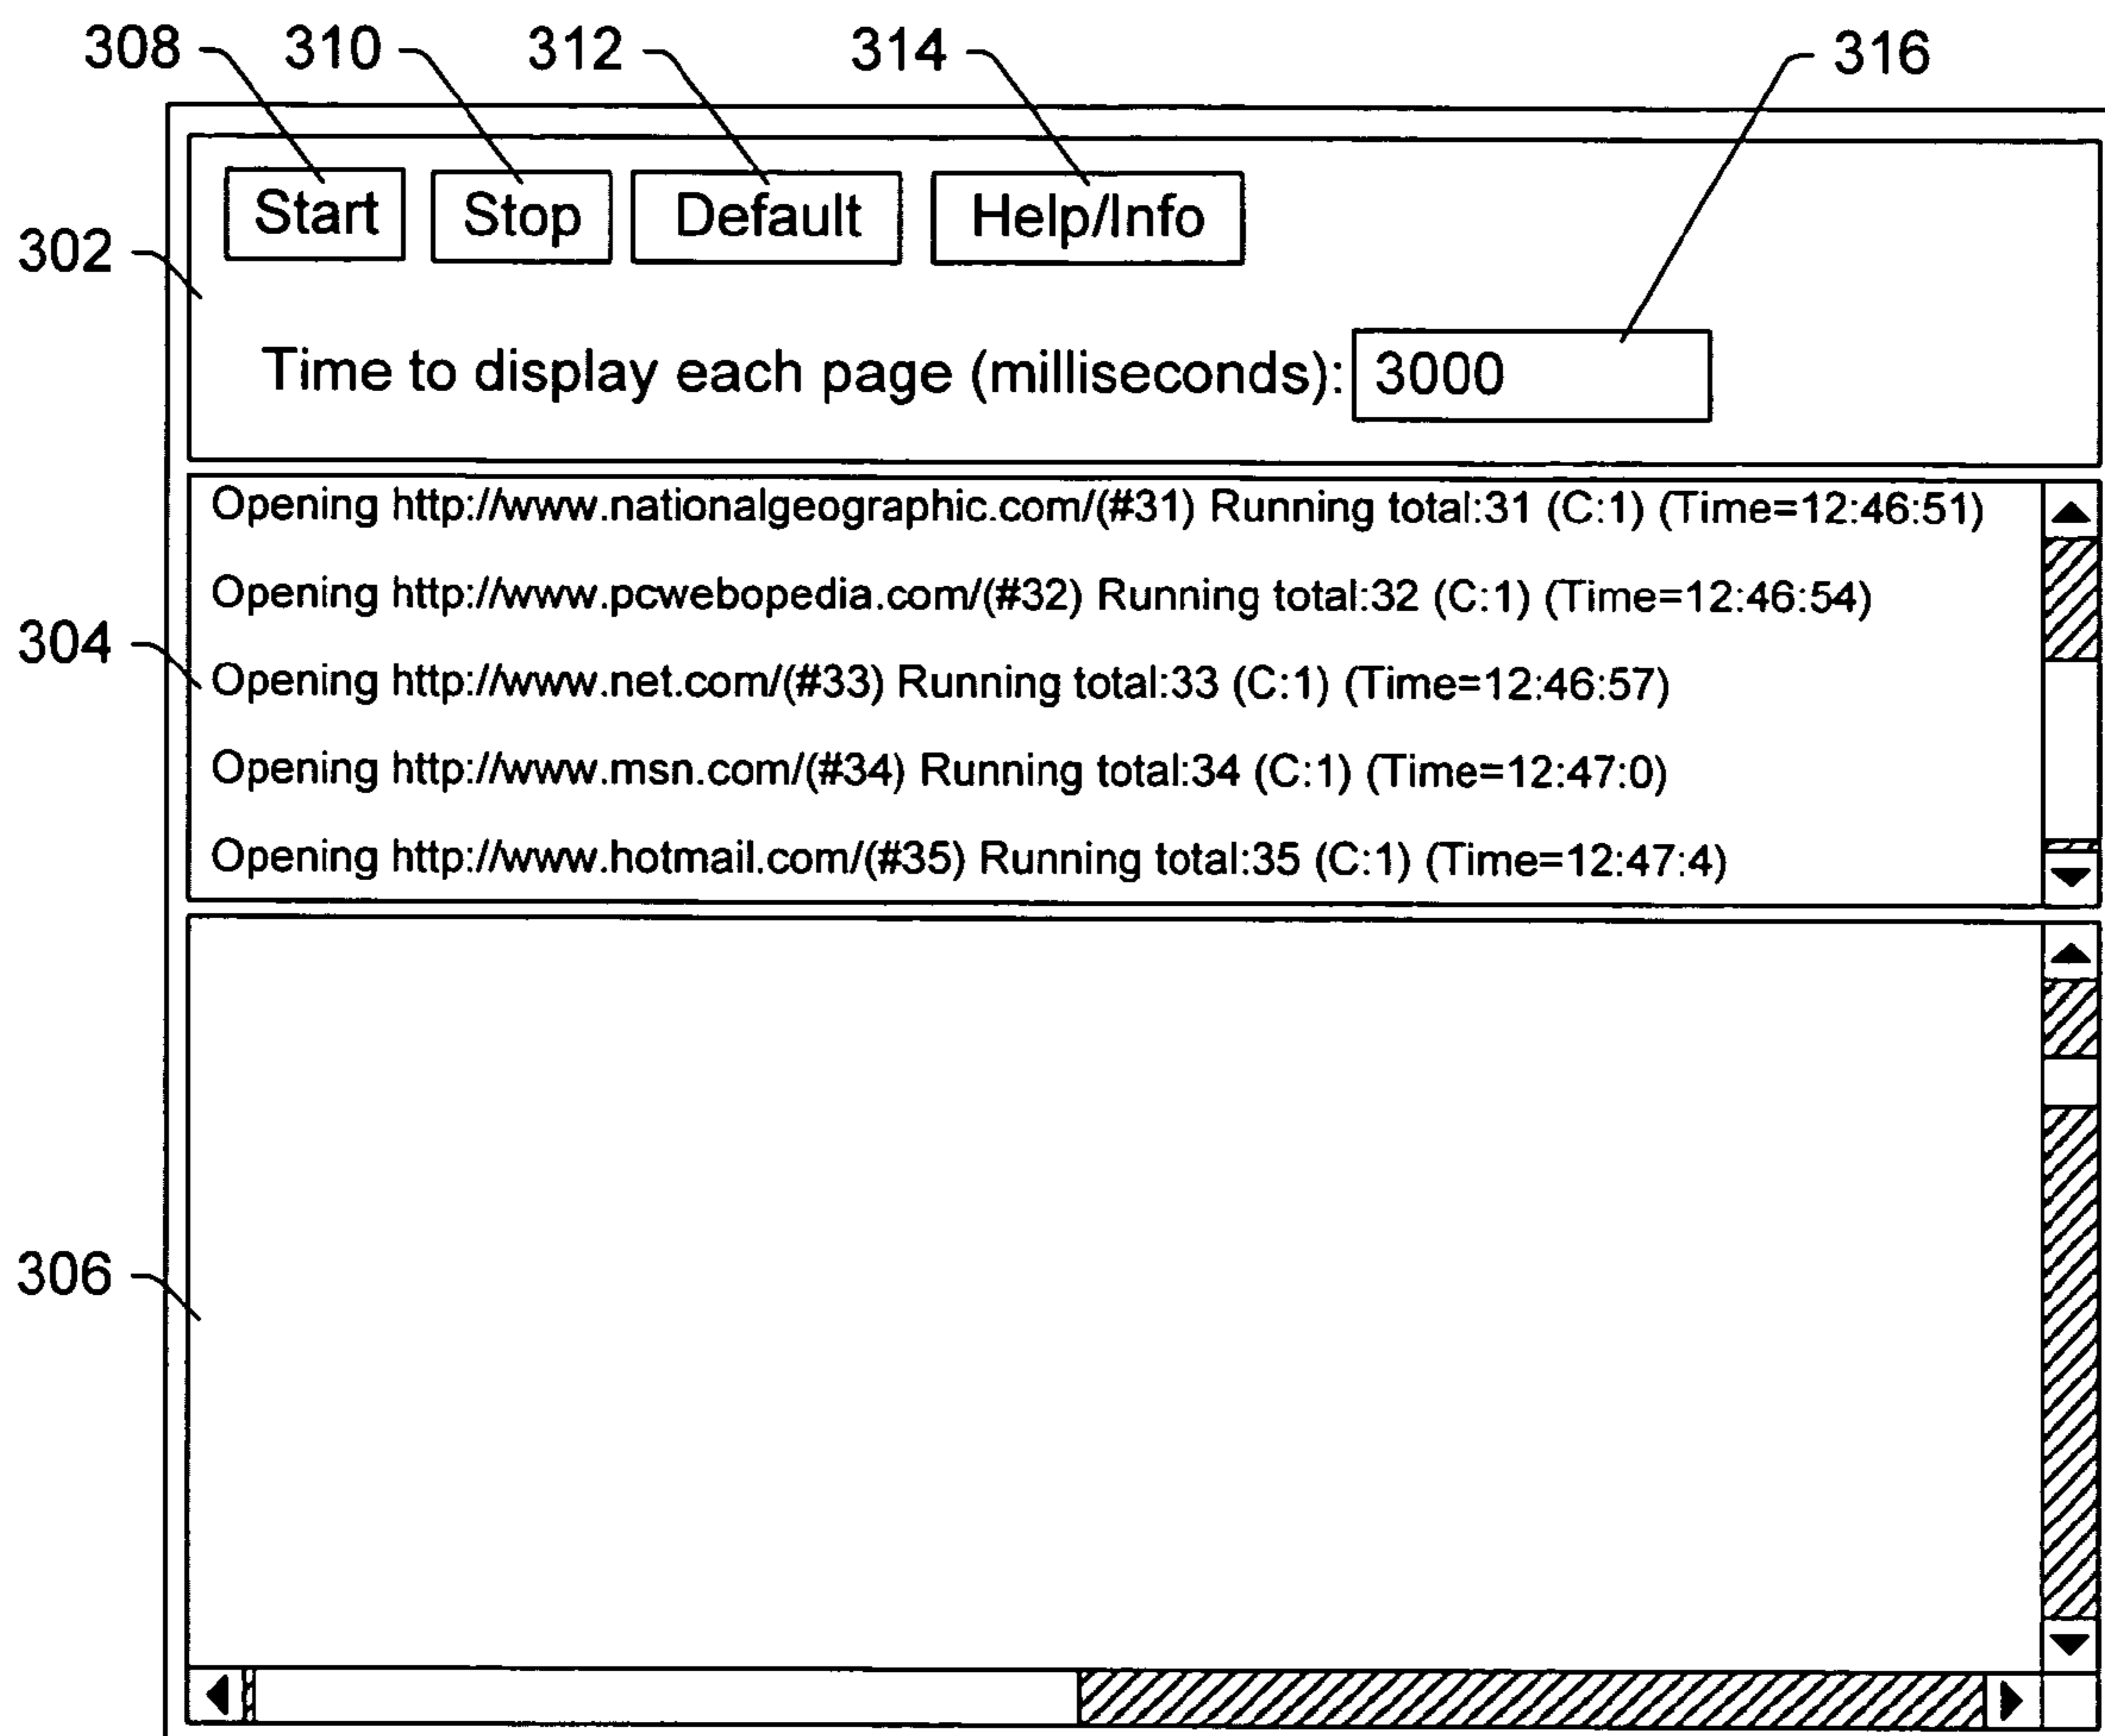 308 310 312 314 316
Start Stop Default Help/Info
302
Time to display each page (milliseconds): 3000
Opening http://www.nationalgeographic.com/(#31) Running total:31 (C:1) (Time=12:46:51)
Opening http://www.pcwebopedia.com/(#32) Running total:32 (C:1) (Time=12:46:54)
304
Opening http://www.net.com/(#33) Running total:33 (C:1) (Time=12:46:57)
Opening http://www.msn.com/(#34) Running total:34 (C:1) (Time=12:47:0)
Opening http://www.hotmail.com/(#35) Running total:35 (C:1) (Time=12:47:4)
306